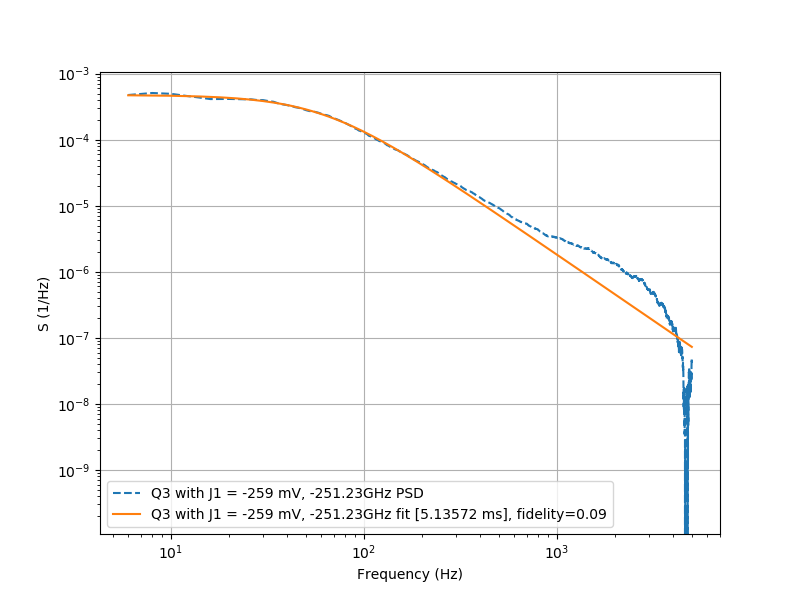 10⁻³
10⁻⁴
10⁻⁵
10⁻⁶
10⁻⁷
10⁻⁸
10⁻⁹
S (1/Hz)
Q3 with J1 = -259 mV, -251.23GHz PSD
Q3 with J1 = -259 mV, -251.23GHz fit [5.13572 ms], fidelity=0.09
10¹ 10² 10³
Frequency (Hz)